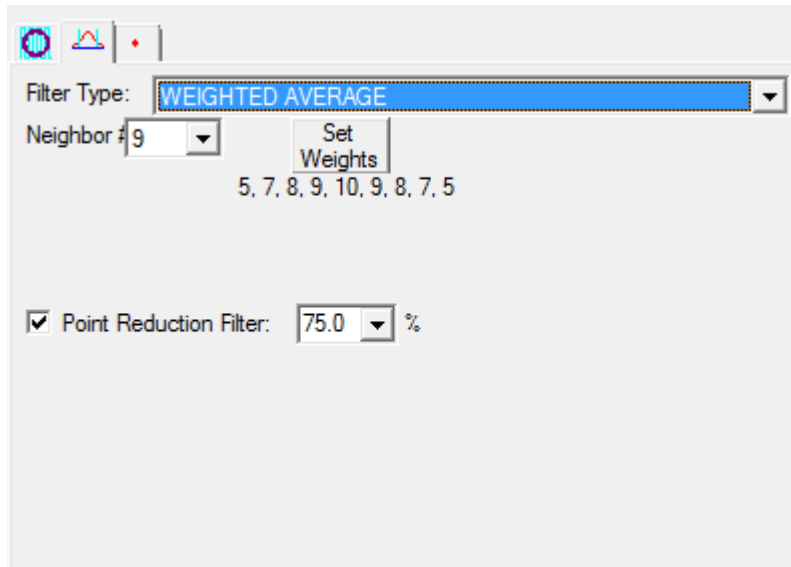 Filter Type: WEIGHTED AVERAGE
Neighbor # 9 Set
Weights
5, 7, 8, 9, 10, 9, 8, 7, 5
Point Reduction Filter: 75.0 %